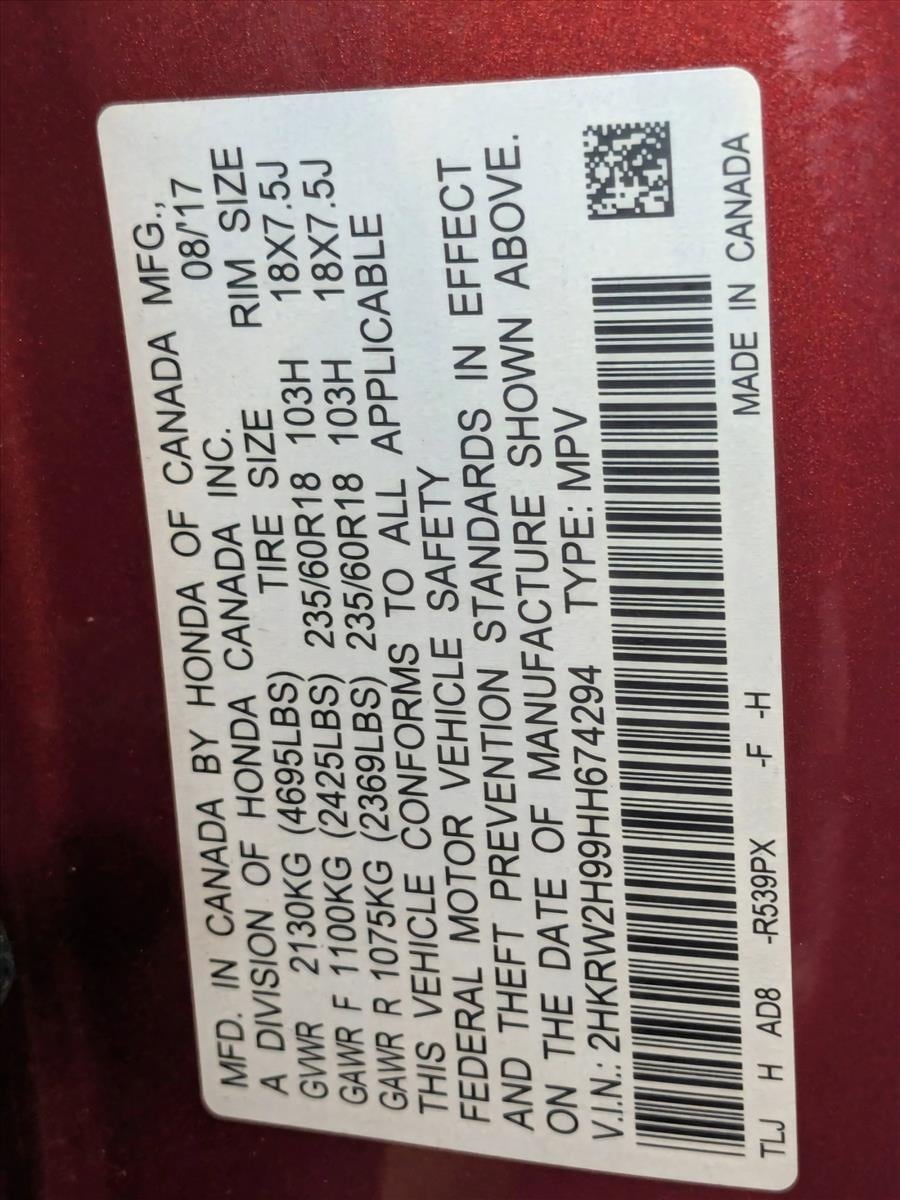 MFD. IN CANADA BY HONDA OF CANADA MFG.,
A DIVISION OF HONDA CANADA INC. 08/'17
TIRE SIZE RIM SIZE
GVWR 2130KG (4695LBS)
GAWR F 1100KG (2425LBS) 235/60R18 103H 18X7.5J
GAWR R 1075KG (2369LBS) 235/60R18 103H 18X7.5J
THIS VEHICLE CONFORMS TO ALL APPLICABLE
FEDERAL MOTOR VEHICLE SAFETY
AND THEFT PREVENTION STANDARDS IN EFFECT
ON THE DATE OF MANUFACTURE SHOWN ABOVE.
V.I.N.: 2HKRW2H99HH674294 TYPE: MPV
TLJ H AD8 -R539PX -F -H MADE IN CANADA